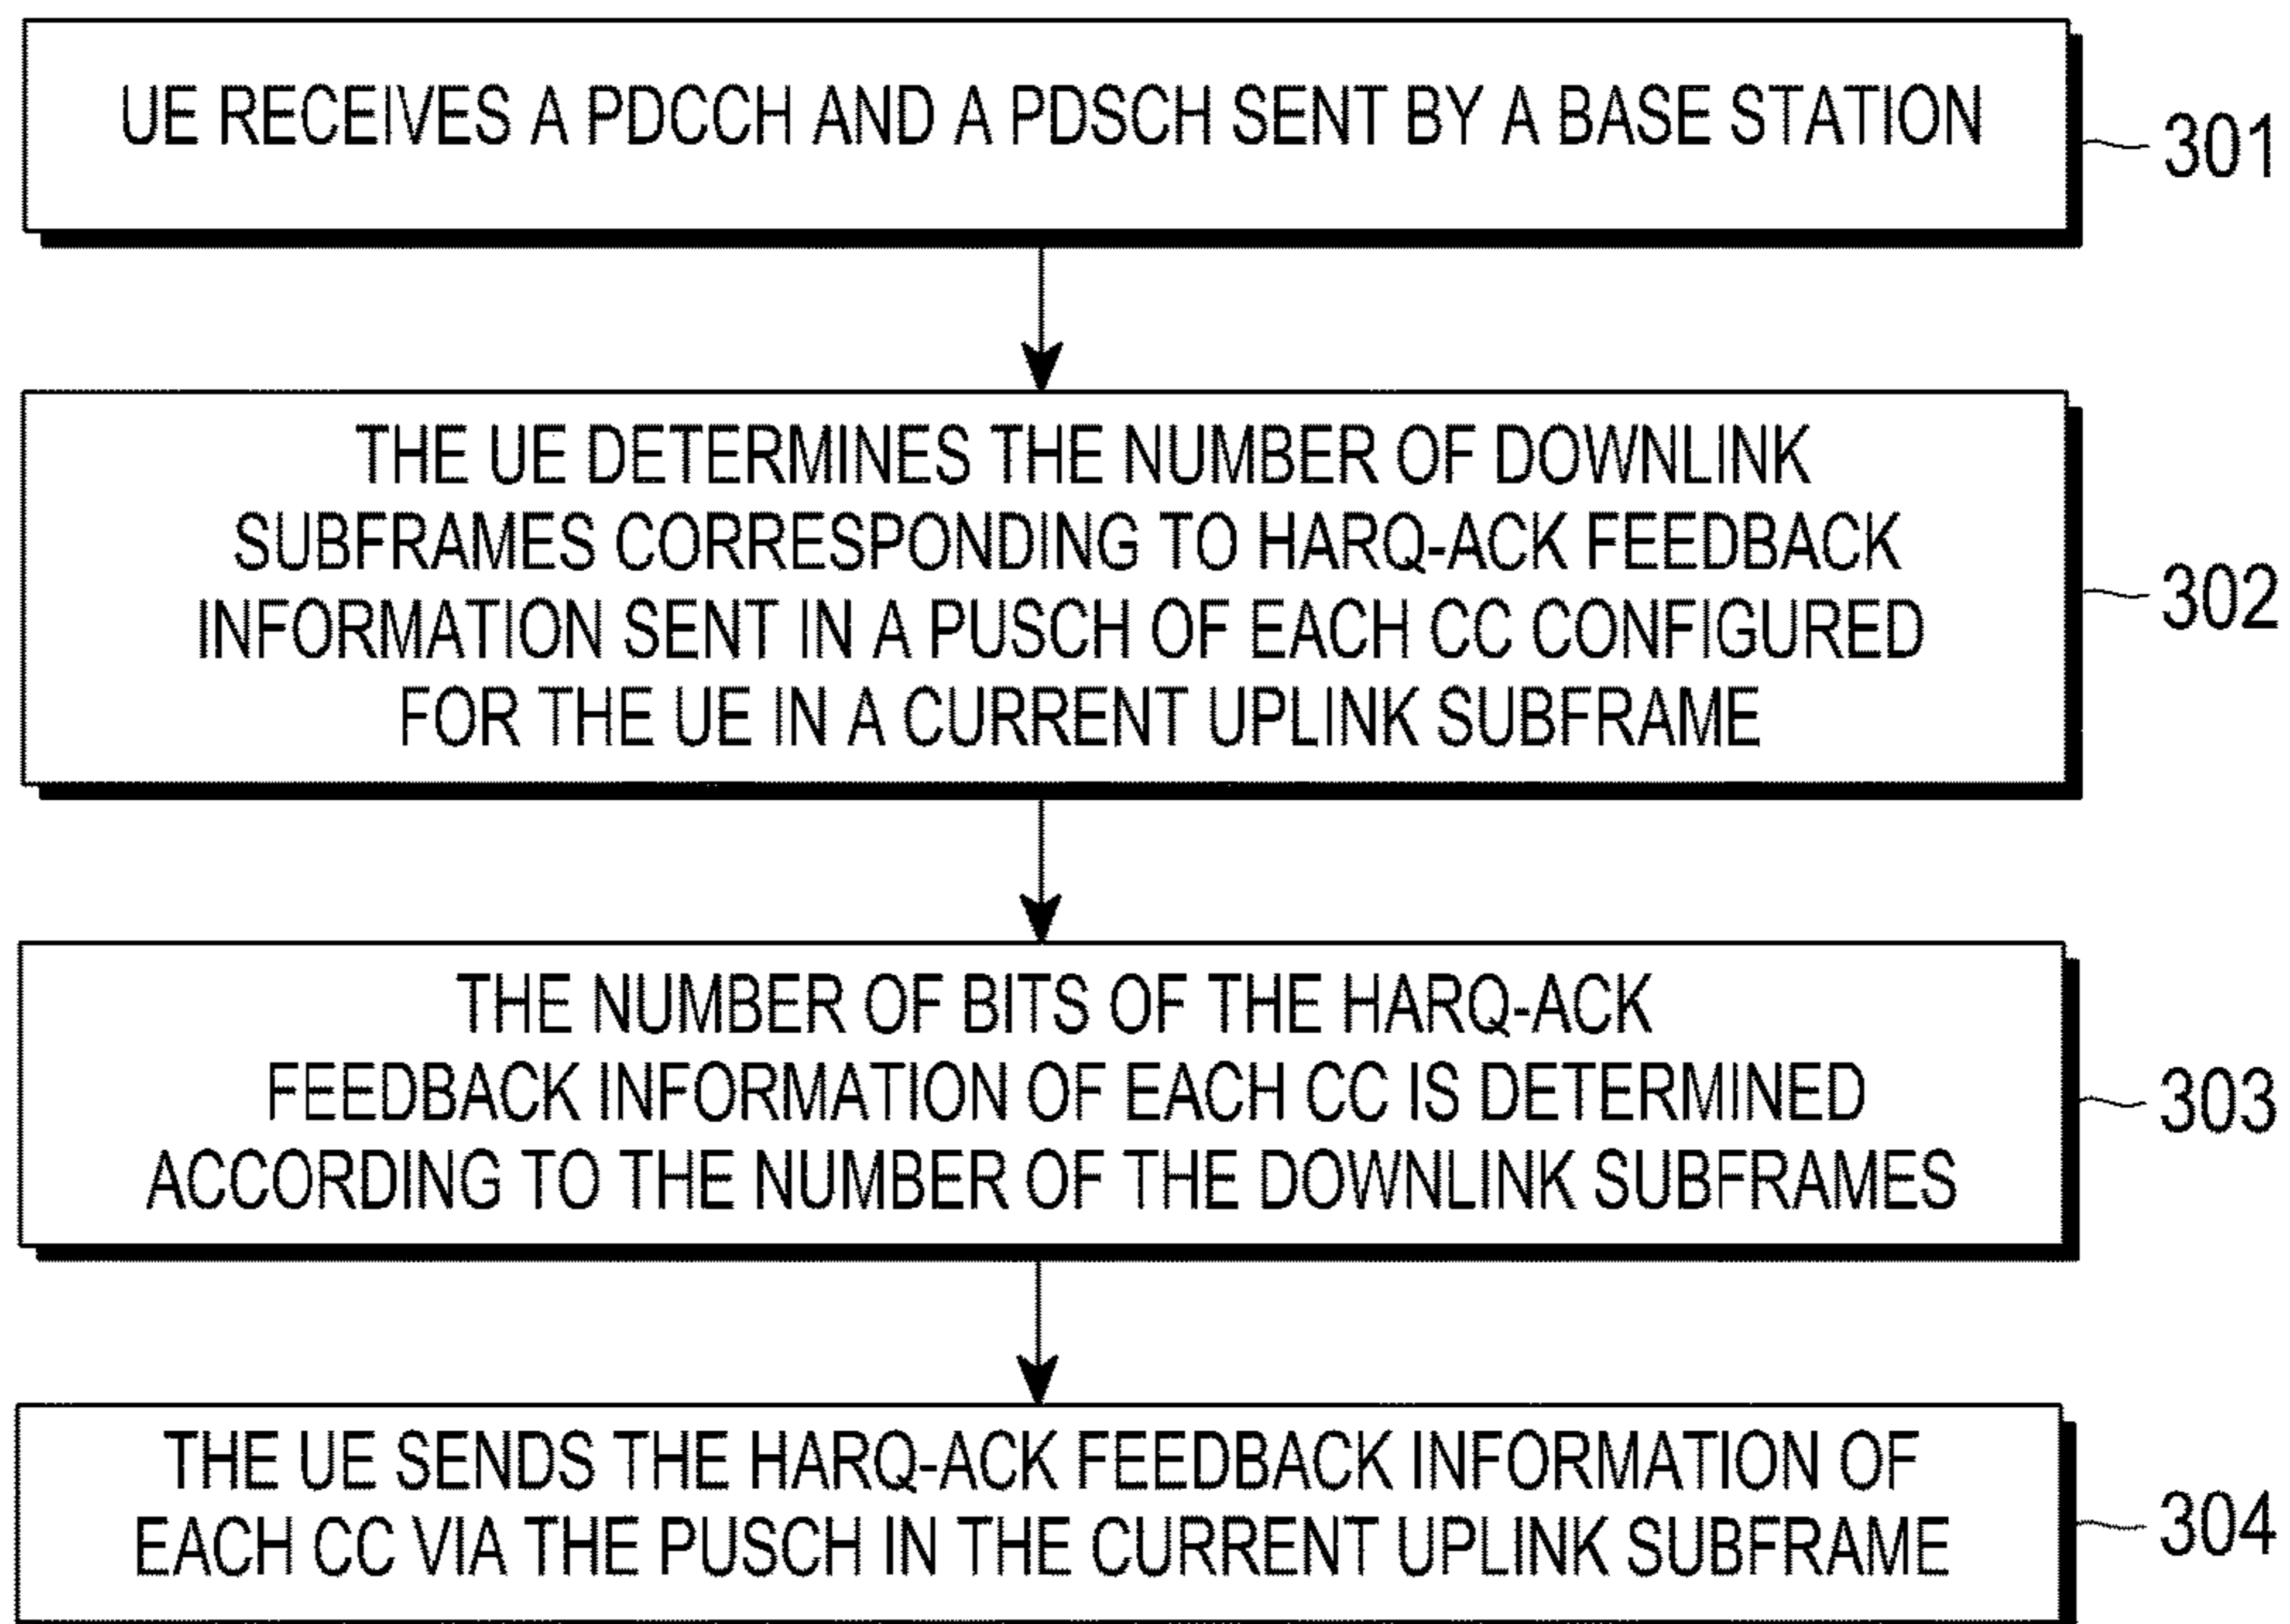 UE RECEIVES A PDCCH AND A PDSCH SENT BY A BASE STATION
301
THE UE DETERMINES THE NUMBER OF DOWNLINK
SUBFRAMES CORRESPONDING TO HARQ-ACK FEEDBACK
INFORMATION SENT IN A PUSCH OF EACH CC CONFIGURED
FOR THE UE IN A CURRENT UPLINK SUBFRAME
302
THE NUMBER OF BITS OF THE HARQ-ACK
FEEDBACK INFORMATION OF EACH CC IS DETERMINED
ACCORDING TO THE NUMBER OF THE DOWNLINK SUBFRAMES
303
THE UE SENDS THE HARQ-ACK FEEDBACK INFORMATION OF
EACH CC VIA THE PUSCH IN THE CURRENT UPLINK SUBFRAME
304